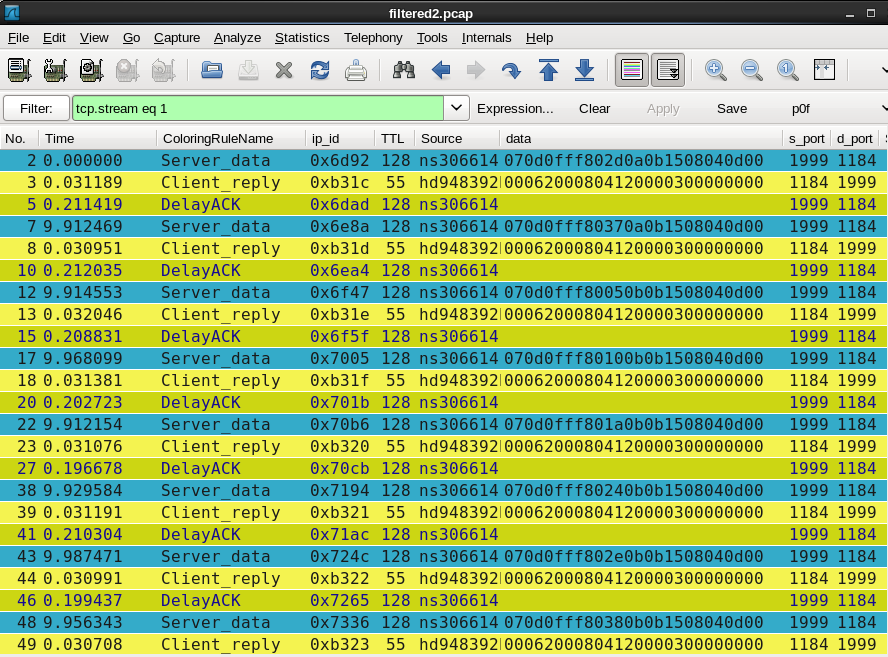 filtered2.pcap
File Edit View Go Capture Analyze Statistics Telephony Tools Internals Help
Filter: tcp.stream eq 1 Expression... Clear Apply Save p0f
No. Time ColoringRuleName ip_id TTL Source data s_port d_port
2 0.000000 Server_data 0x6d92 128 ns306614 070d0fff802d0a0b1508040d00 1999 1184
3 0.031189 Client_reply 0xb31c 55 hd948392 0006200080412000030000000 1184 1999
5 0.211419 DelayACK 0x6dad 128 ns306614 1999 1184
7 9.912469 Server_data 0x6e8a 128 ns306614 070d0fff80370a0b1508040d00 1999 1184
8 0.030951 Client_reply 0xb31d 55 hd948392 00062000804120000300000000 1184 1999
10 0.212035 DelayACK 0x6ea4 128 ns306614 1999 1184
12 9.914553 Server_data 0x6f47 128 ns306614 070d0fff80050b0b1508040d00 1999 1184
13 0.032046 Client_reply 0xb31e 55 hd948392 00062000804120000300000000 1184 1999
15 0.208831 DelayACK 0x6f5f 128 ns306614 1999 1184
17 9.968099 Server_data 0x7005 128 ns306614 070d0fff80100b0b1508040d00 1999 1184
18 0.031381 Client_reply 0xb31f 55 hd948392 00062000804120000300000000 1184 1999
20 0.202723 DelayACK 0x701b 128 ns306614 1999 1184
22 9.912154 Server_data 0x70b6 128 ns306614 070d0fff801a0b0b1508040d00 1999 1184
23 0.031076 Client_reply 0xb320 55 hd948392 00062000804120000300000000 1184 1999
27 0.196678 DelayACK 0x70cb 128 ns306614 1999 1184
38 9.929584 Server_data 0x7194 128 ns306614 070d0fff80240b0b1508040d00 1999 1184
39 0.031191 Client_reply 0xb321 55 hd948392 00062000804120000300000000 1184 1999
41 0.210304 DelayACK 0x71ac 128 ns306614 1999 1184
43 9.987471 Server_data 0x724c 128 ns306614 070d0fff802e0b0b1508040d00 1999 1184
44 0.030991 Client_reply 0xb322 55 hd948392 00062000804120000300000000 1184 1999
46 0.199437 DelayACK 0x7265 128 ns306614 1999 1184
48 9.956343 Server_data 0x7336 128 ns306614 070d0fff80380b0b1508040d00 1999 1184
49 0.030708 Client_reply 0xb323 55 hd948392 00062000804120000300000000 1184 1999